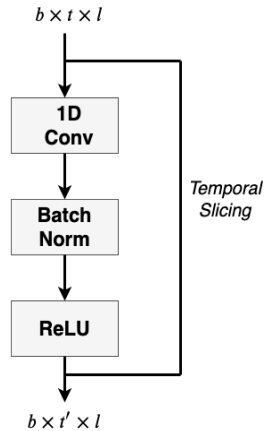 b × t × l
1D
Conv
Temporal
Slicing
Batch
Norm
ReLU
b × t′ × l